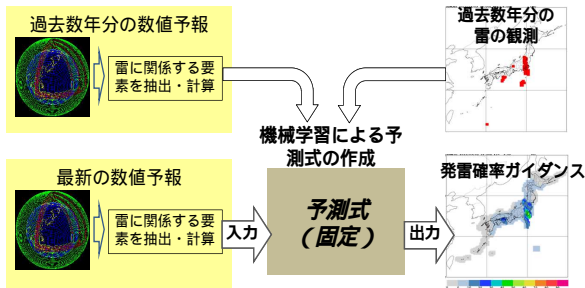 過去数年分の数値予報
雷に関係する要
素を抽出・計算
過去数年分の
雷の観測
機械学習による予
測式の作成
最新の数値予報
雷に関係する要
素を抽出・計算
入力
予測式
（固定）
出力
発雷確率ガイダンス